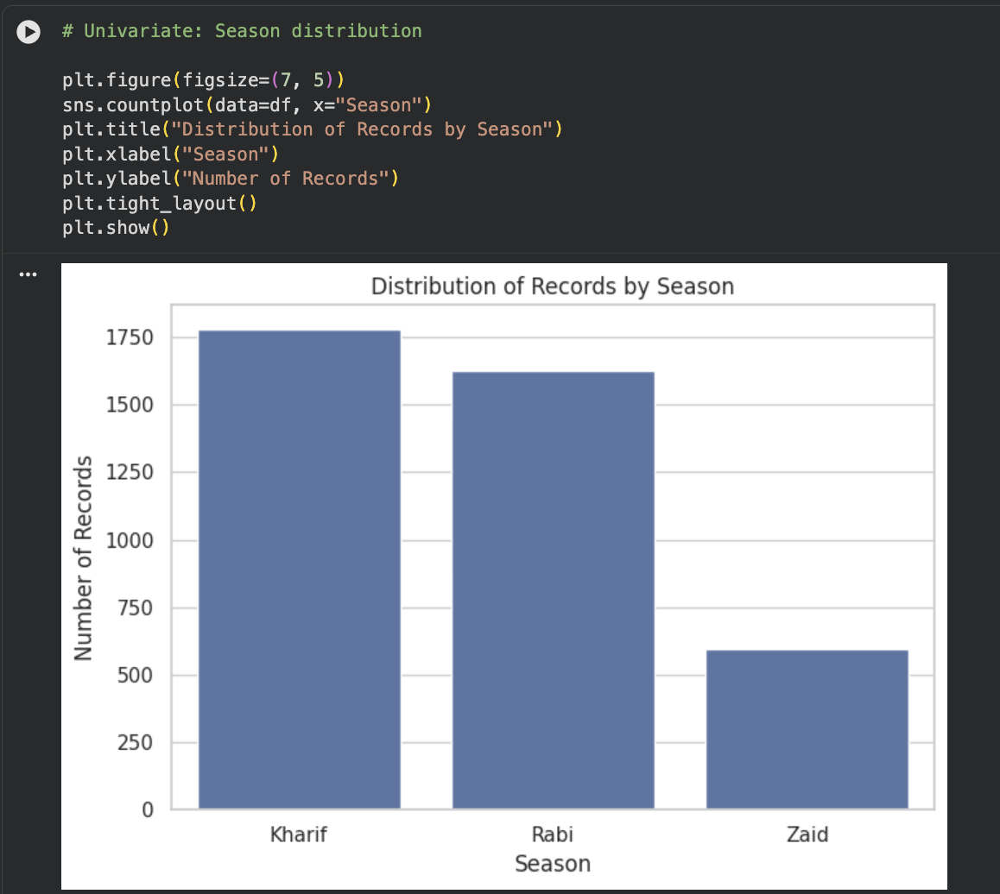 # Univariate: Season distribution
plt.figure(figsize=(7, 5))
sns.countplot(data=df, x="Season")
plt.title("Distribution of Records by Season")
plt.xlabel("Season")
plt.ylabel("Number of Records")
plt.tight_layout()
plt.show()
Distribution of Records by Season
Number of Records
1750
1500
1250
1000
750
500
250
0
Kharif Rabi Zaid
Season